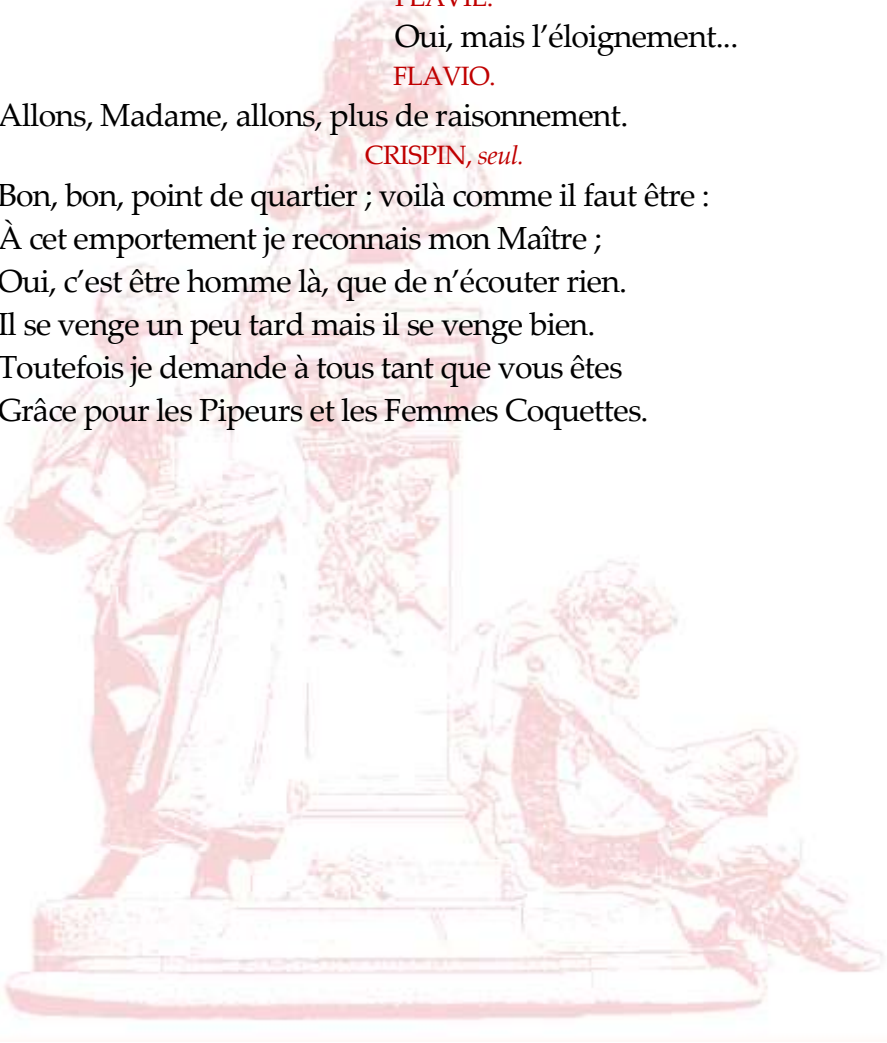 FLAVIE.
Oui, mais l’éloignement...
FLAVIO.
Allons, Madame, allons, plus de raisonnement.
CRISPIN, seul.
Bon, bon, point de quartier ; voilà comme il faut être :
À cet emportement je reconnais mon Maître ;
Oui, c’est être homme là, que de n’écouter rien.
Il se venge un peu tard mais il se venge bien.
Toutefois je demande à tous tant que vous êtes
Grâce pour les Pipeurs et les Femmes Coquettes.